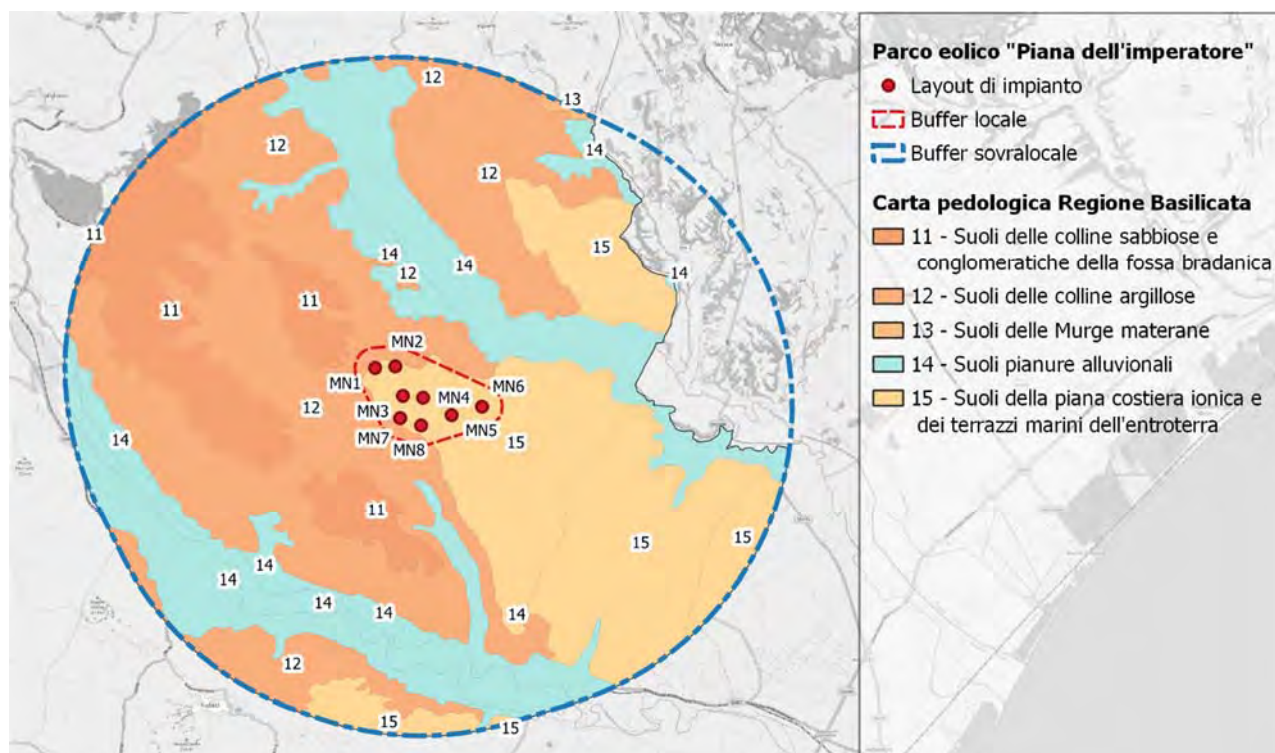 Parco eolico "Piana dell'imperatore"
Layout di impianto
Buffer locale
Buffer sovralocale
Carta pedologica Regione Basilicata
11 - Suoli delle colline sabbiose e
conglomeratiche della fossa bradanica
12 - Suoli delle colline argillose
13 - Suoli delle Murge materane
14 - Suoli pianure alluvionali
15 - Suoli della piana costiera ionica e
dei terrazzi marini dell'entroterra
12
13
12
14
12
11
15
14
14
12
14
11
11
MN2
MN1
MN6
12
MN3
MN4
MN7
MN5
MN8
15
14
11
15
15
14
14
14
14
14
12
15
15